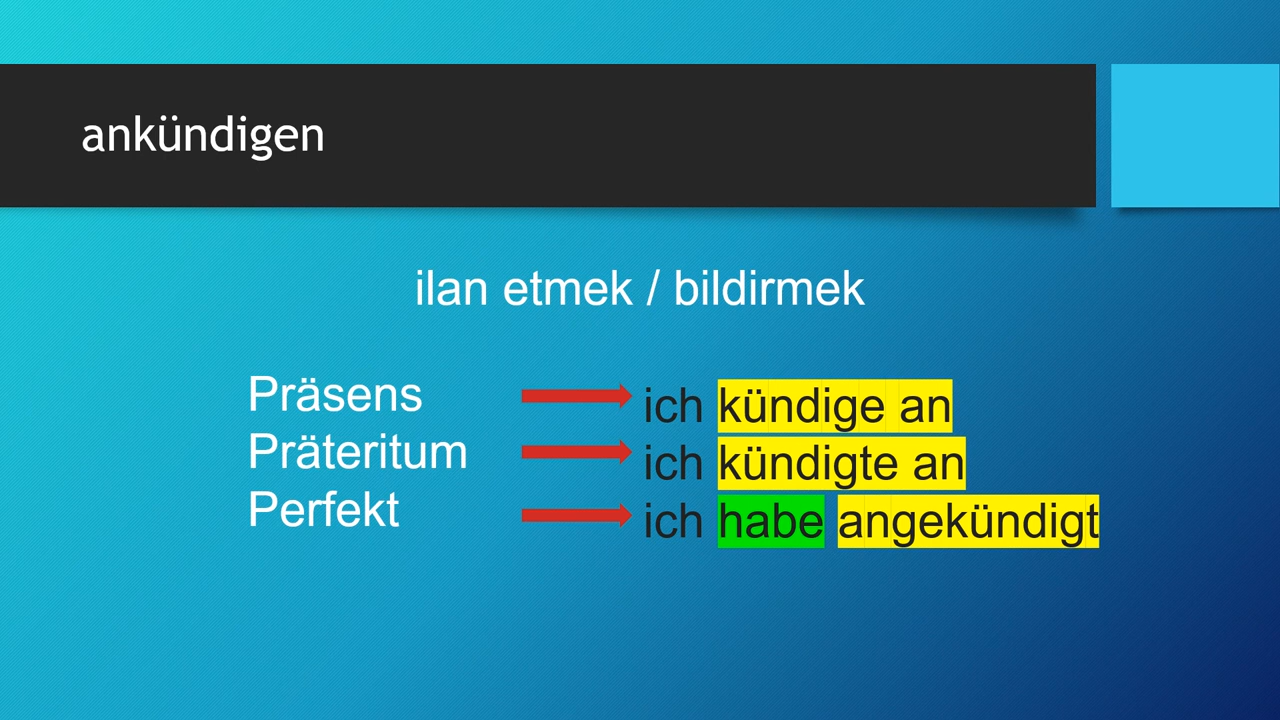 ankündigen
ilan etmek / bildirmek
Präsens ich kündige an
Präteritum ich kündigte an
Perfekt ich habe angekündigt